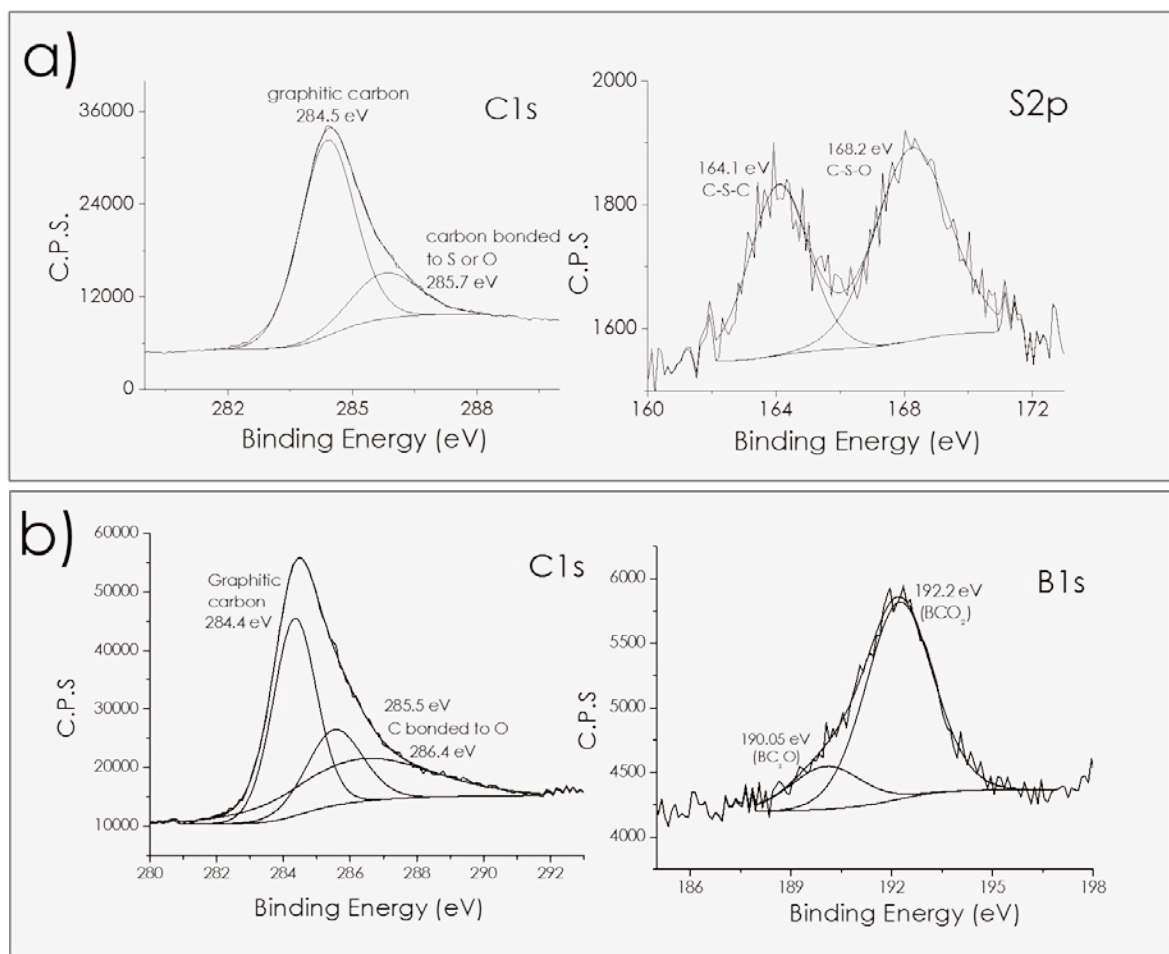 a)
C1s
graphitic carbon
284.5 eV
carbon bonded
to S or O
285.7 eV
36000
24000
12000
0
C.P.S.
282
285
288
Binding Energy (eV)
S2p
164.1 eV
C-S-C
168.2 eV
C-S-O
2000
1800
1600
C.P.S
160
164
168
172
Binding Energy (eV)
b)
C1s
Graphitic
carbon
284.4 eV
285.5 eV
C bonded to O
286.4 eV
60000
50000
40000
30000
20000
10000
C.P.S
280
282
284
286
288
290
292
Binding Energy (eV)
B1s
192.2 eV
(BCO₂)
190.05 eV
(BC₂O)
6000
5750
5000
4500
4000
C.P.S
186
189
192
195
198
Binding Energy (eV)